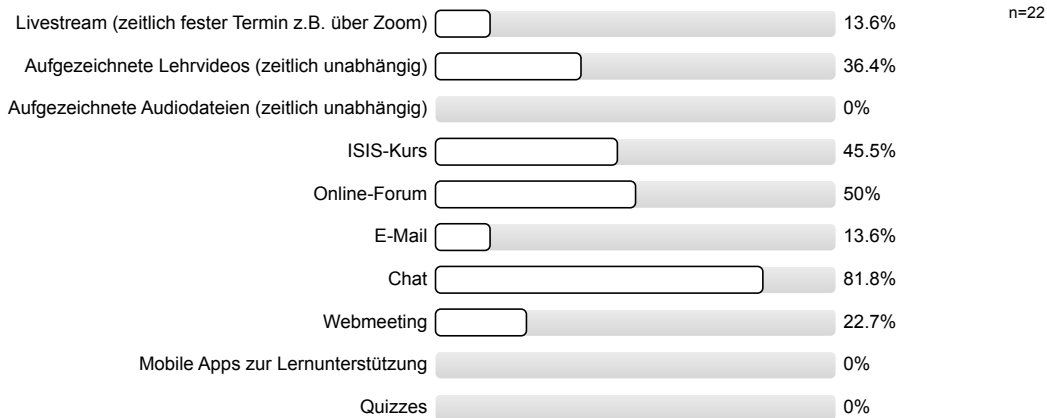 Livestream (zeitlich fester Termin z.B. über Zoom) 13.6% n=22
Aufgezeichnete Lehrvideos (zeitlich unabhängig) 36.4%
Aufgezeichnete Audiodateien (zeitlich unabhängig) 0%
ISIS-Kurs 45.5%
Online-Forum 50%
E-Mail 13.6%
Chat 81.8%
Webmeeting 22.7%
Mobile Apps zur Lernunterstützung 0%
Quizzes 0%